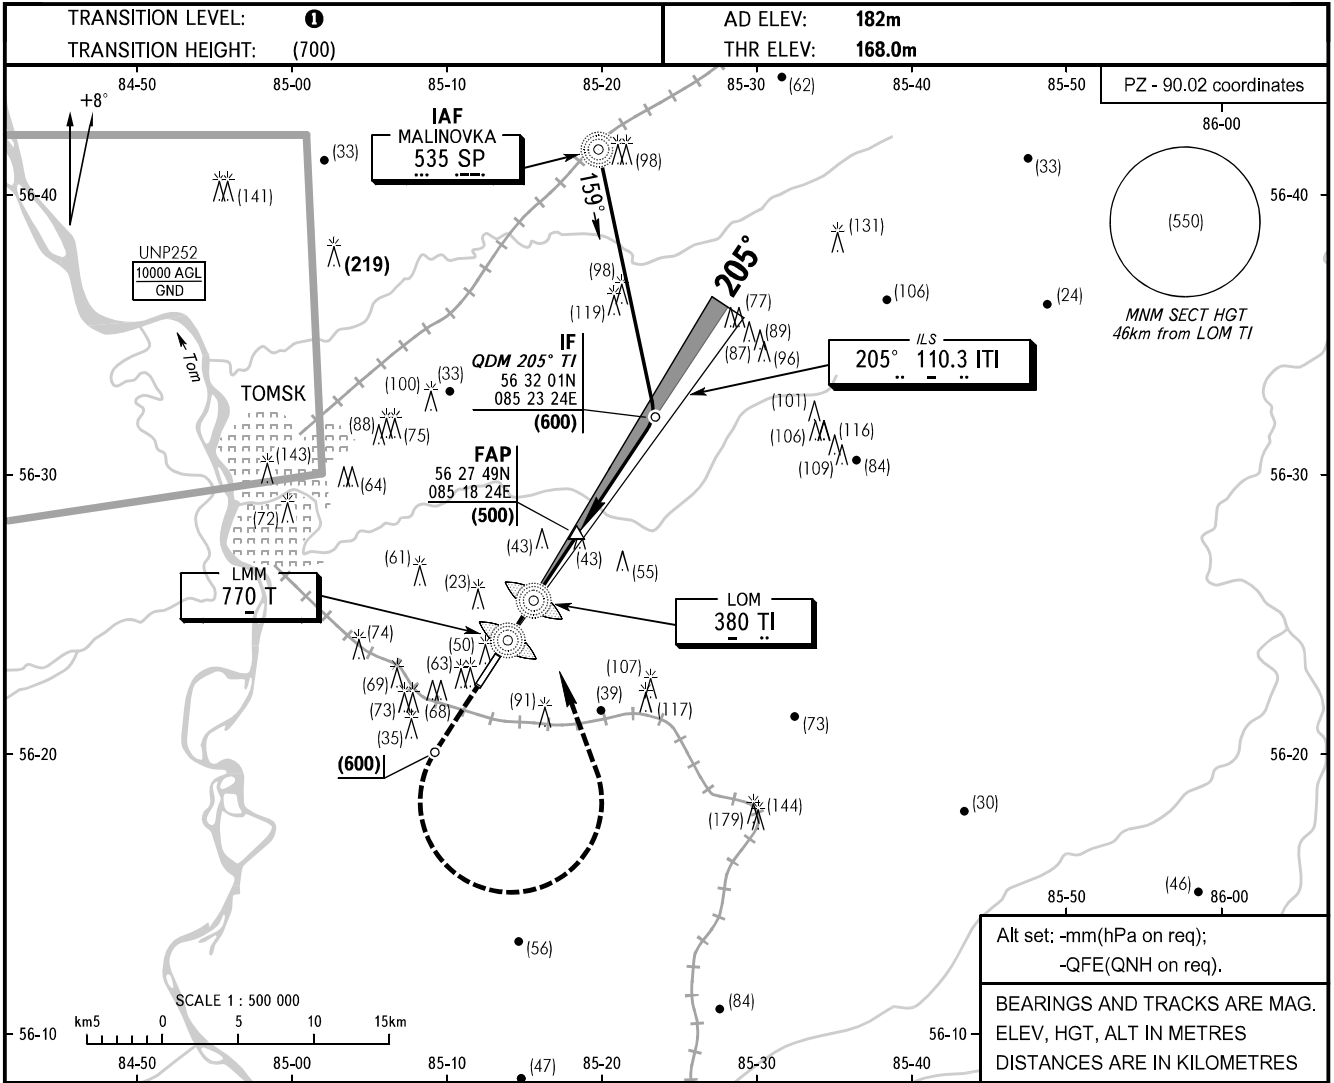 TRANSITION LEVEL: ❶
TRANSITION HEIGHT: (700)
AD ELEV: 182m
THR ELEV: 168.0m
84-50 85-00 85-10 85-20 85-30 85-40 85-50
PZ - 90.02 coordinates
86-00
(62)
+8°
IAF
MALINOVKA
535 SP
(33)
(98)
(33)
56-40
(141)
159°
56-40
(550)
(131)
UNP252
10000 AGL
GND
(219)
205°
(98)
(119)
(77)
(106)
(24)
MNM SECT HGT
46km from LOM TI
(89)
(87)
(96)
ILS
205° 110.3 ITI
Tom
IF
QDM 205° TI
56 32 01N
085 23 24E
(600)
TOMSK
(100)
(33)
(101)
(88)
(75)
(106)
(116)
(143)
(109)
(84)
56-30
(64)
FAP
56 27 49N
085 18 24E
(500)
56-30
(72)
(43)
(43)
(55)
(61)
(23)
LMM
770 T
LOM
380 TI
(74)
(50)
(63)
(69)
(107)
(73)
(68)
(91)
(39)
(117)
(73)
(35)
56-20
(600)
56-20
(144)
(179)
(30)
(46)
85-50 86-00
(56)
Alt set: -mm(hPa on req);
-QFE(QNH on req).
SCALE 1 : 500 000
km5 0 5 10 15km
(84)
BEARINGS AND TRACKS ARE MAG.
ELEV, HGT, ALT IN METRES
DISTANCES ARE IN KILOMETRES
56-10
56-10
84-50 85-00 85-10 85-20 85-30 85-40
(47)